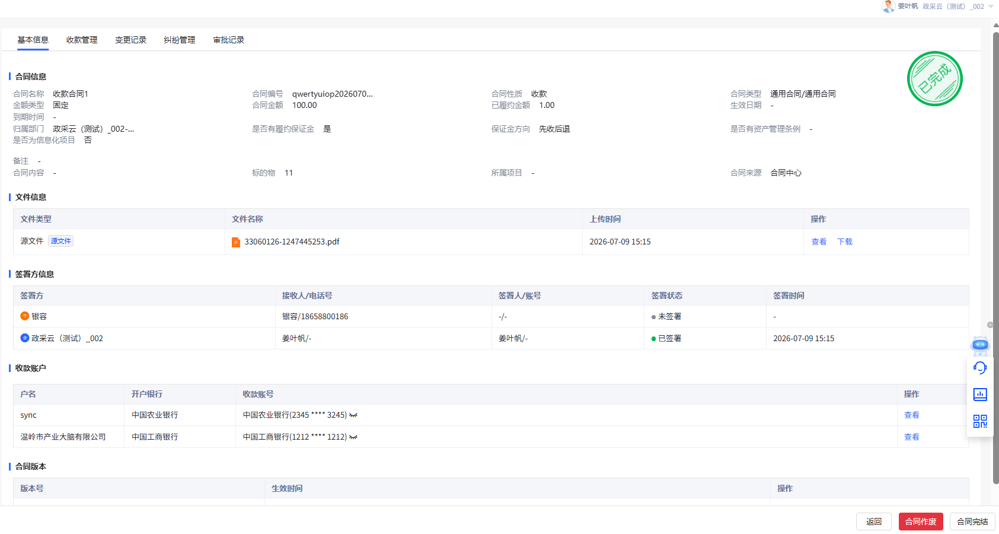 姜叶帆 政采云（测试）_002
基本信息 收款管理 变更记录 纠纷管理 审批记录
已完成
合同信息
合同名称 收款合同1 合同编号 qwertyuiop2026070... 合同性质 收款 合同类型 通用合同/通用合同
金额类型 固定 合同金额 100.00 已履约金额 1.00 生效日期 -
到期时间 -
归属部门 政采云（测试）_002-... 是否有履约保证金 是 保证金方向 先收后退 是否有资产管理条例 -
是否为信息化项目 否
备注 -
合同内容 - 标的物 11 所属项目 - 合同来源 合同中心
文件信息
文件类型 文件名称 上传时间 操作
源文件 源文件 33060126-1247445253.pdf 2026-07-09 15:15 查看 下载
签署方信息
签署方 接收人/电话号 签署人/账号 签署状态 签署时间
个 银容 银容/18658800186 -/- 未签署 -
企 政采云（测试）_002 姜叶帆/- 姜叶帆/- 已签署 2026-07-09 15:15
收款账户
户名 开户银行 收款账号 操作
sync 中国农业银行 中国农业银行(2345 **** 3245) 查看
温岭市产业大脑有限公司 中国工商银行 中国工商银行(1212 **** 1212) 查看
合同版本
版本号 生效时间 操作
返回 合同作废 合同完结